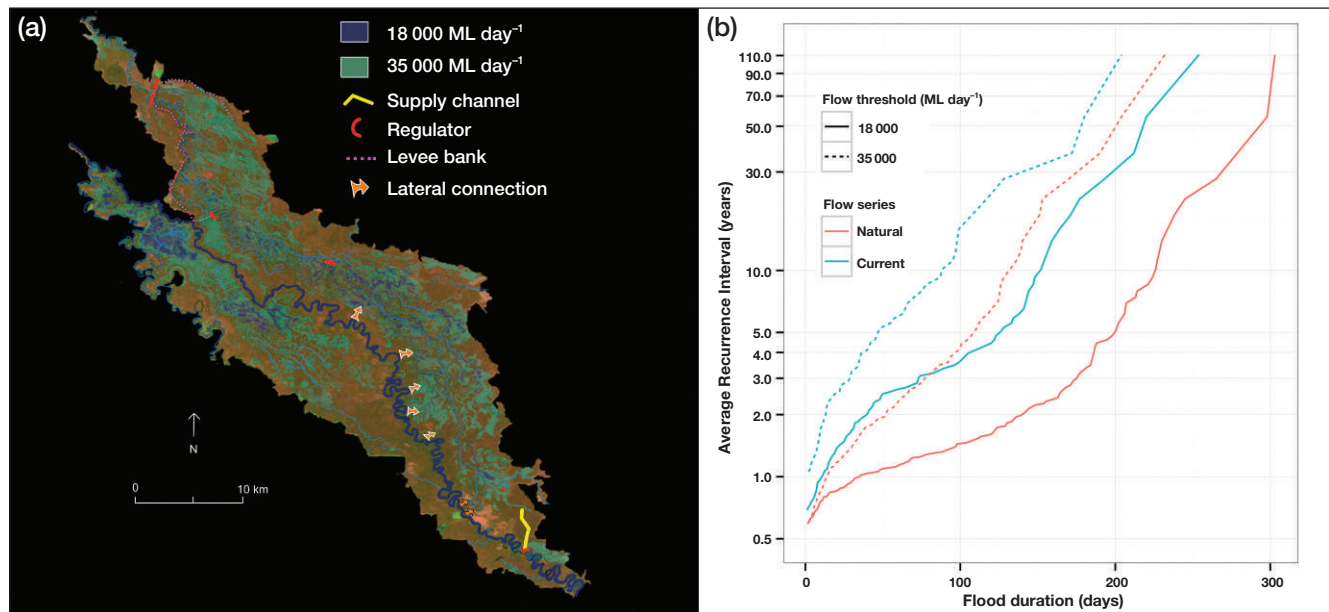 (a)
18 000 ML day⁻¹
35 000 ML day⁻¹
Supply channel
Regulator
Levee bank
Lateral connection
N
0 10 km
(b)
110.0
90.0
70.0
50.0
30.0
10.0
5.0
4.0
3.0
2.0
1.0
0.5
Average Recurrence Interval (years)
Flow threshold (ML day⁻¹)
18 000
35 000
Flow series
Natural
Current
0 100 200 300
Flood duration (days)